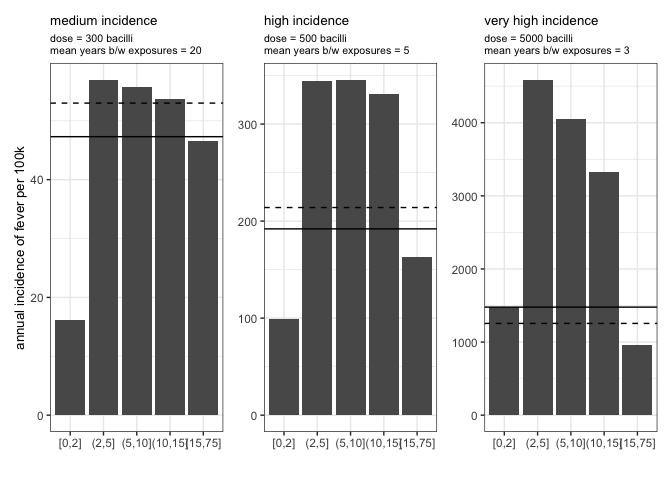 medium incidence
dose = 300 bacilli
mean years b/w exposures = 20
high incidence
dose = 500 bacilli
mean years b/w exposures = 5
very high incidence
dose = 5000 bacilli
mean years b/w exposures = 3
annual incidence of fever per 100k
40
20
0
[0,2] (2,5] (5,10] (10,15] (15,75]
300
200
100
0
[0,2] (2,5] (5,10] (10,15] (15,75]
4000
3000
2000
1000
0
[0,2] (2,5] (5,10] (10,15] (15,75]